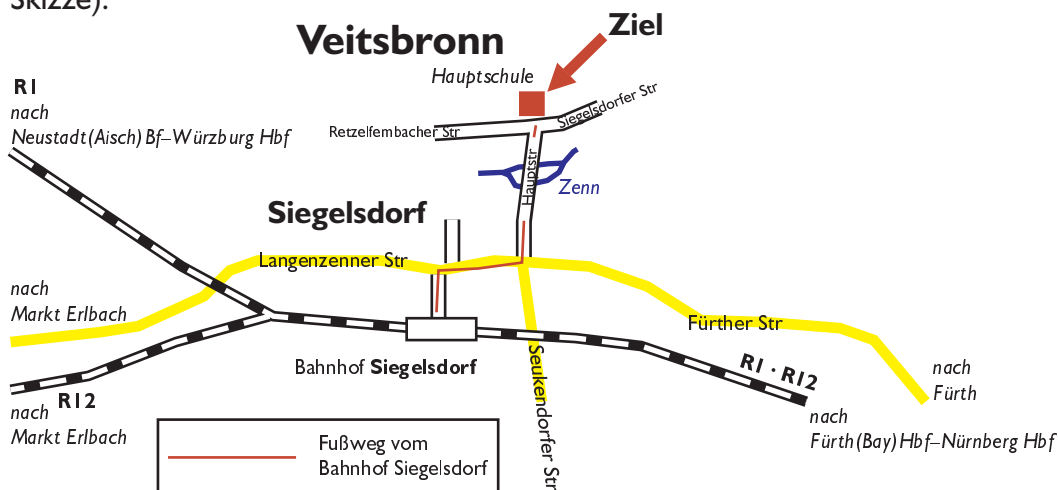 Skizze):
Ziel
Veitsbronn
Hauptschule
R1
nach
Neustadt(Aisch) Bf–Würzburg Hbf
Retzelfembacher Str
Siegelsdorfer Str
Hauptstr
Zenn
Siegelsdorf
Langenzenner Str
nach
Markt Erlbach
Fürther Str
Bahnhof Siegelsdorf
Seukendorfer Str
R1 · R12
nach
Fürth
R12
nach
Markt Erlbach
nach
Fürth(Bay)Hbf–Nürnberg Hbf
Fußweg vom
Bahnhof Siegelsdorf